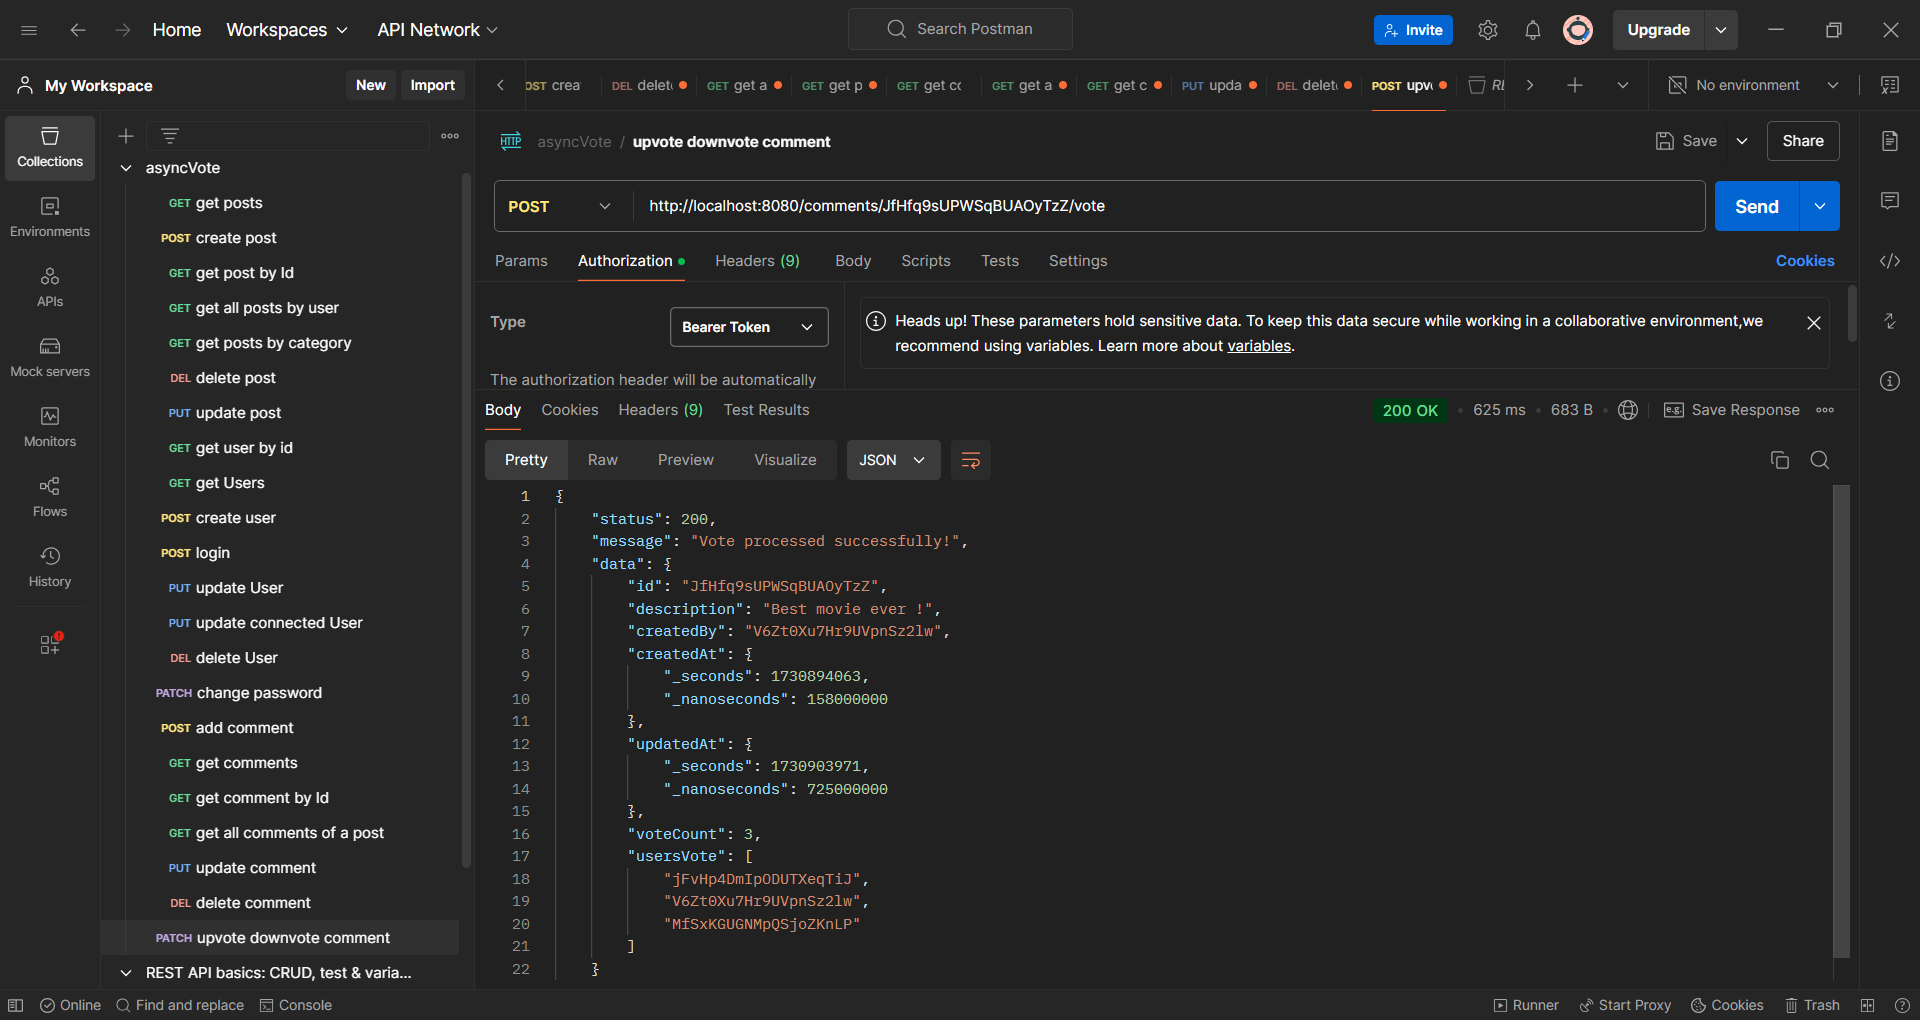 Home
Workspaces
API Network
Search Postman
Invite
Upgrade
My Workspace
New
Import
OST crea
DEL delet
GET get a
GET get p
GET get co
GET get a
GET get c
PUT upda
DEL delet
POST upv
RE
No environment
Collections
Environments
APIs
Mock servers
Monitors
Flows
History
asyncVote
GET get posts
POST create post
GET get post by Id
GET get all posts by user
GET get posts by category
DEL delete post
PUT update post
GET get user by id
GET get Users
POST create user
POST login
PUT update User
PUT update connected User
DEL delete User
PATCH change password
POST add comment
GET get comments
GET get comment by Id
GET get all comments of a post
PUT update comment
DEL delete comment
PATCH upvote downvote comment
REST API basics: CRUD, test & varia...
HTTP asyncVote / upvote downvote comment
Save
Share
POST http://localhost:8080/comments/JfHfq9sUPWSqBUAOyTzZ/vote
Send
Params Authorization Headers (9) Body Scripts Tests Settings Cookies
Type
Bearer Token
The authorization header will be automatically
Heads up! These parameters hold sensitive data. To keep this data secure while working in a collaborative environment,we
recommend using variables. Learn more about variables.
Body Cookies Headers (9) Test Results
200 OK 625 ms 683 B e.g. Save Response
Pretty Raw Preview Visualize JSON
1 {
2 "status": 200,
3 "message": "Vote processed successfully!",
4 "data": {
5 "id": "JfHfq9sUPWSqBUAOyTzZ",
6 "description": "Best movie ever !",
7 "createdBy": "V6Zt0Xu7Hr9UVpnSz2lw",
8 "createdAt": {
9 "_seconds": 1730894063,
10 "_nanoseconds": 158000000
11 },
12 "updatedAt": {
13 "_seconds": 1730903971,
14 "_nanoseconds": 725000000
15 },
16 "voteCount": 3,
17 "usersVote": [
18 "jFvHp4DmIpODUTXeqTiJ",
19 "V6Zt0Xu7Hr9UVpnSz2lw",
20 "MfSxKGUGNMpQSjoZKnLP"
21 ]
22 }
Online
Find and replace
Console
Runner
Start Proxy
Cookies
Trash